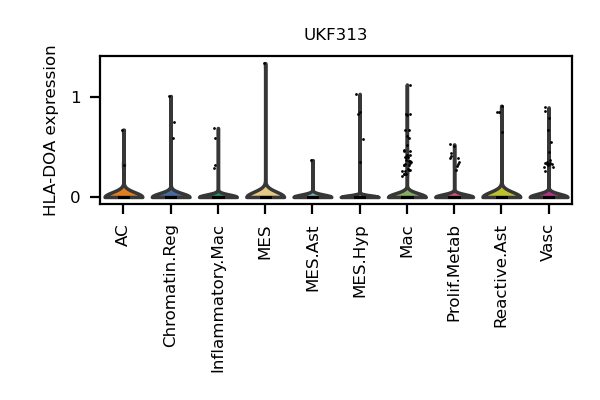 UKF313
HLA-DOA expression
1
0
AC
Chromatin.Reg
Inflammatory.Mac
MES
MES.Ast
MES.Hyp
Mac
Prolif.Metab
Reactive.Ast
Vasc